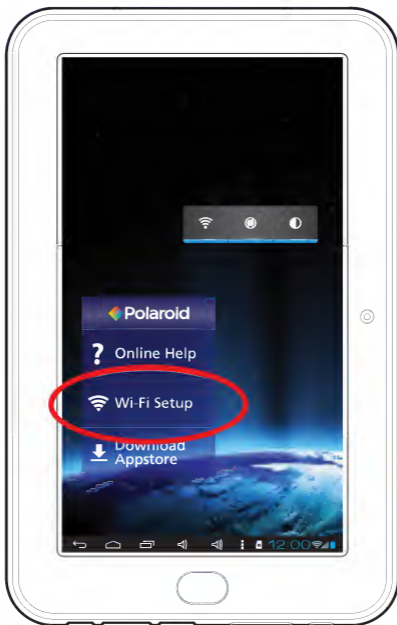 Polaroid
? Online Help
Wi-Fi Setup
Download
Appstore
12:00